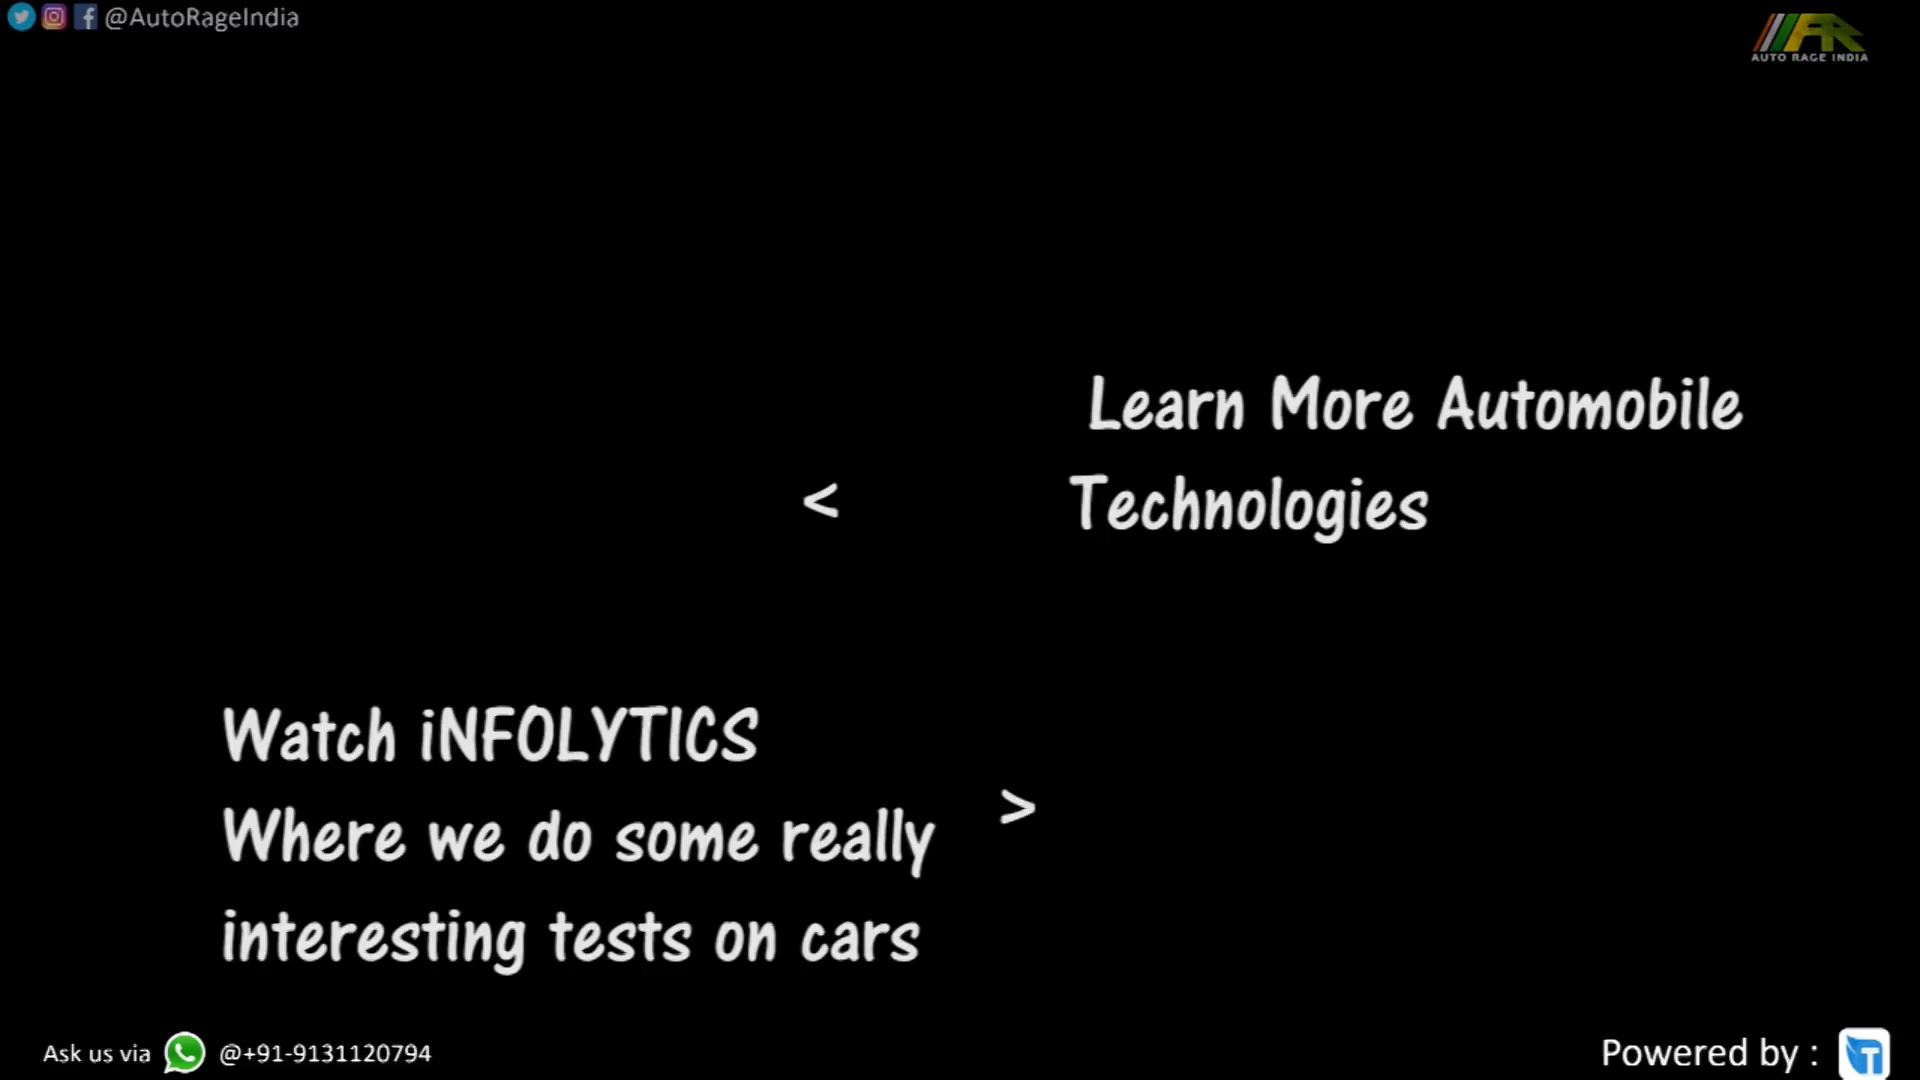 @AutoRageIndia
AUTO RAGE INDIA
Learn More Automobile
< Technologies
Watch iNFOLYTICS
Where we do some really >
interesting tests on cars
Ask us via @+91-9131120794
Powered by : T